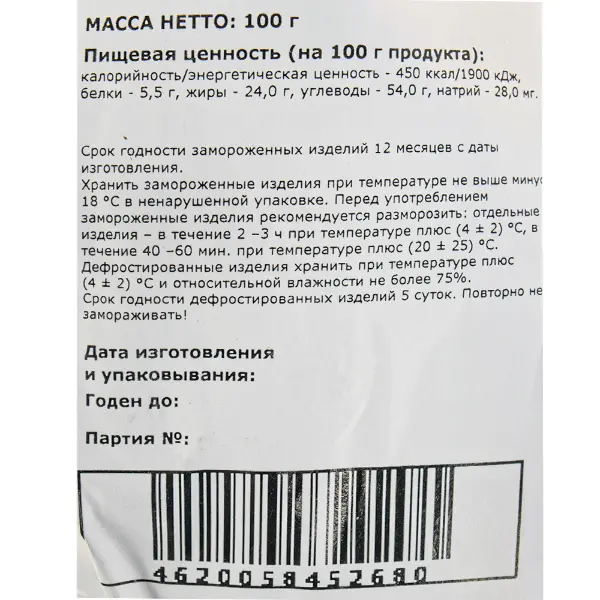 МАССА НЕТТО: 100 г
Пищевая ценность (на 100 г продукта):
калорийность/энергетическая ценность - 450 ккал/1900 кДж,
белки - 5,5 г, жиры - 24,0 г, углеводы - 54,0 г, натрий - 28,0 мг.
Срок годности замороженных изделий 12 месяцев с даты
изготовления.
Хранить замороженные изделия при температуре не выше минус
18 °С в ненарушенной упаковке. Перед употреблением
замороженные изделия рекомендуется разморозить: отдельные
изделия – в течение 2 –3 ч при температуре плюс (4 ± 2) °С, в
течение 40 –60 мин. при температуре плюс (20 ± 25) °С.
Дефростированные изделия хранить при температуре плюс
(4 ± 2) °С и относительной влажности не более 75%.
Срок годности дефростированных изделий 5 суток. Повторно не
замораживать!
Дата изготовления
и упаковывания:
Годен до:
Партия №:
4620058452680